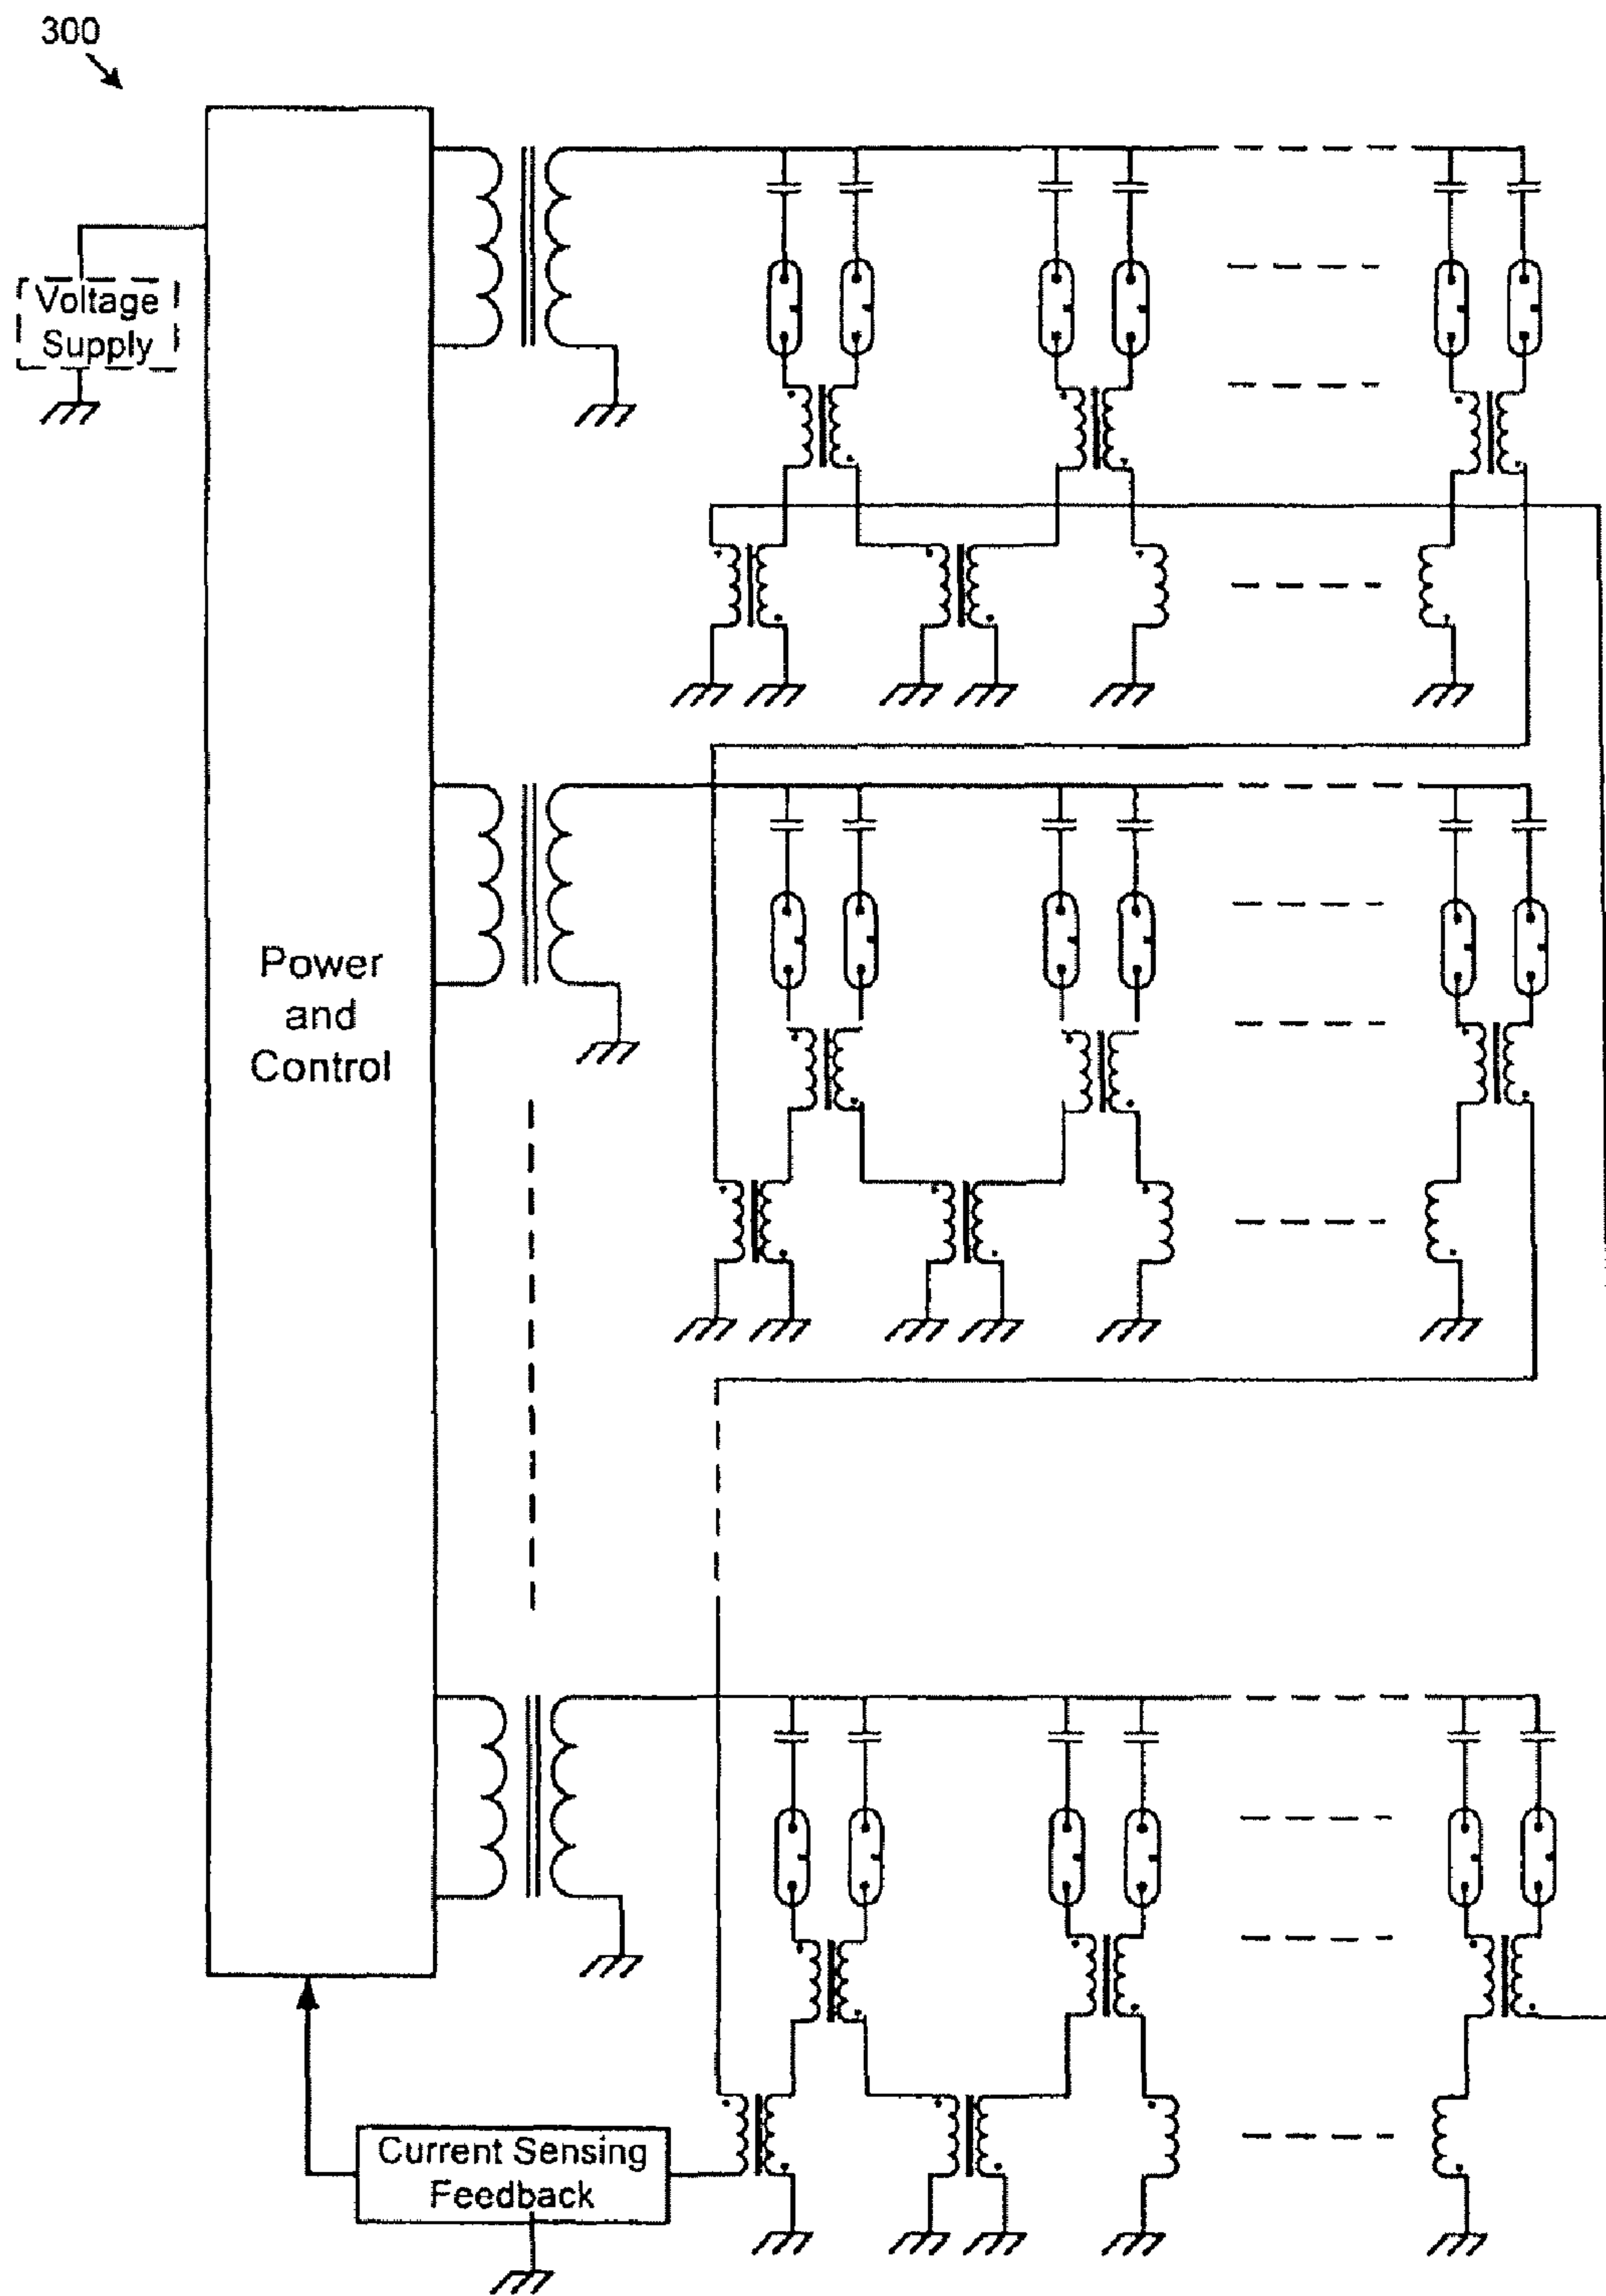 300
Voltage
Supply
Power
and
Control
Current Sensing
Feedback